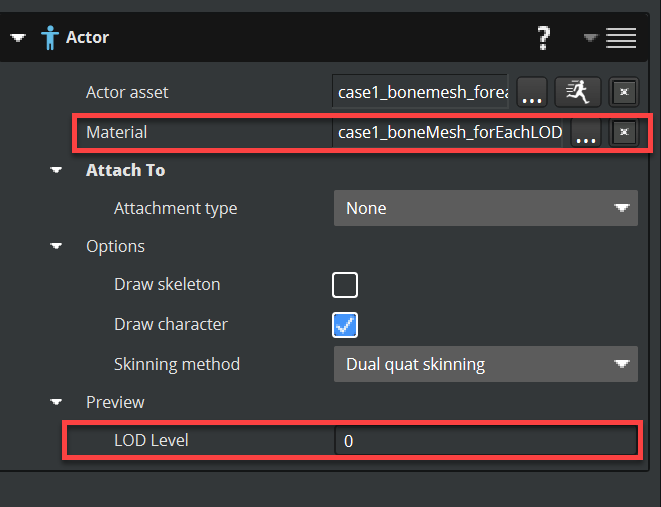 Actor ?
Actor asset case1_bonemesh_forea ...
Material case1_boneMesh_forEachLOD ...
Attach To
Attachment type None
Options
Draw skeleton
Draw character
Skinning method Dual quat skinning
Preview
LOD Level 0